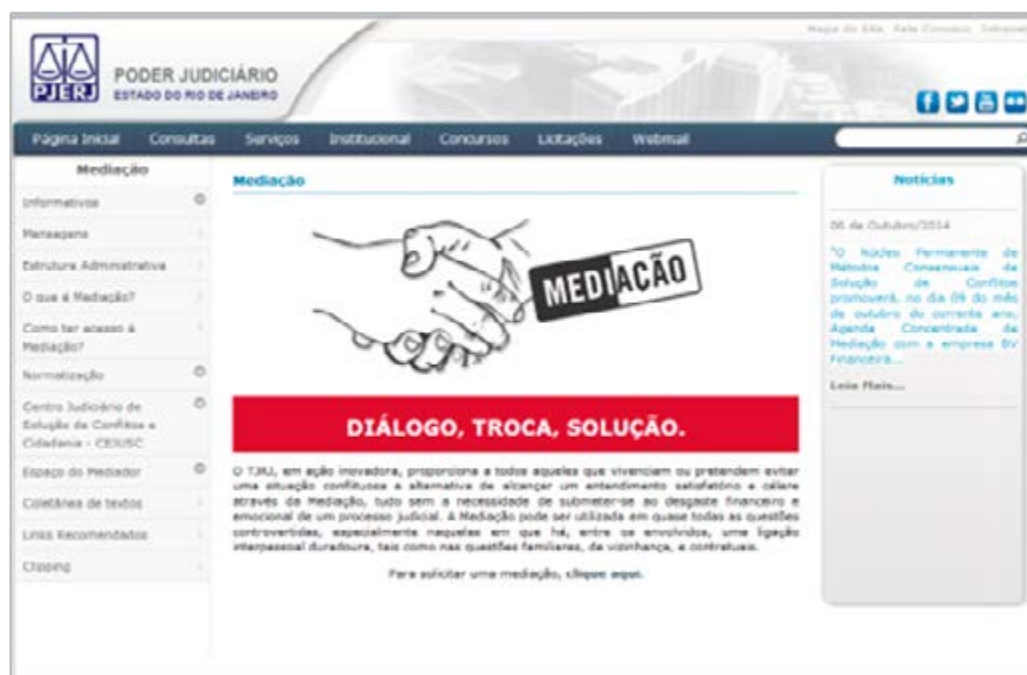 Mapa do Site Fale Conosco Intranet
PJERJ
PODER JUDICIÁRIO
ESTADO DO RIO DE JANEIRO
Página Inicial Consultas Serviços Institucional Concursos Licitações Webmail
Mediação
Informativos
Mensagens
Estrutura Administrativa
O que é Mediação?
Como ter acesso à
Mediação?
Normatização
Centro Judiciário de
Solução de Conflitos e
Cidadania - CEJUSC
Espaço do Mediador
Coletânea de textos
Links Recomendados
Clipping
Mediação
MEDIAÇÃO
DIÁLOGO, TROCA, SOLUÇÃO.
O TJRJ, em ação inovadora, proporciona a todos aqueles que vivenciam ou pretendem evitar
uma situação conflituosa a alternativa de alcançar um entendimento satisfatório e célere
através da Mediação, tudo sem a necessidade de submeter-se ao desgaste financeiro e
emocional de um processo judicial. A Mediação pode ser utilizada em quase todas as questões
controvertidas, especialmente naquelas em que há, entre os envolvidos, uma ligação
interpessoal duradoura, tais como nas questões familiares, de vizinhança, e contratuais.
Para solicitar uma mediação, clique aqui.
Notícias
06 de Outubro/2014
"O Núcleo Permanente de
Métodos Consensuais de
Solução de Conflitos
promoverá, no dia 09 do mês
de outubro do corrente ano,
Agenda Concentrada de
Mediação com a empresa BV
Financeira...
Leia Mais...